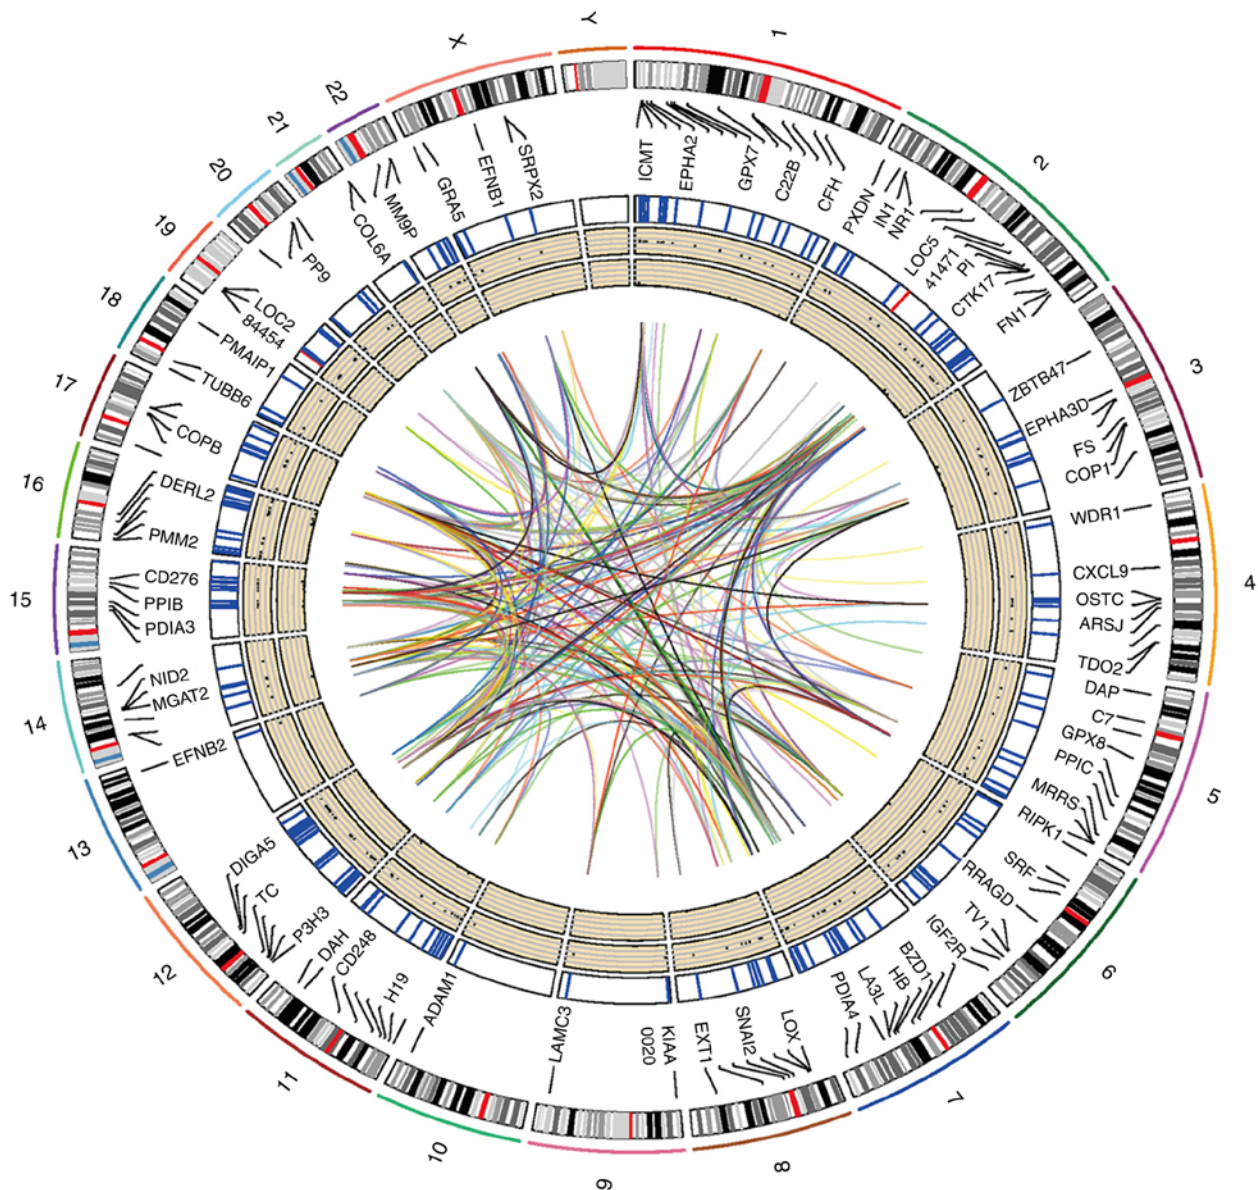 1
2
3
4
5
6
7
8
9
10
11
12
13
14
15
16
17
18
19
20
21
22
X
Y
ICMT
EPHA2
GPX7
C22B
CFH
PXDN
IN1
NR1
LOC5
41471
PI
CTK17
FN11
ZBTB47
EPHA3D
FS
COP1
WDR1
CXCL9
OSTC
ARSJ
TDO2
DAP
C7
GPX8
PPIC
MRRS
RIPK1
SRF
RRAGD
TV1
IGF2R
BZD1
HB
LA3L
PDIA4
LOX
SNAI2
EXT1
KIAA
0020
LAMC3
ADAM1
H19
CD248
DAH
P3H3
TC
DIGA5
EFNB2
MGAT2
NID2
PDIA3
PPIB
CD276
PMM2
DERL2
COPB
TUBB6
PMAIP1
LOC2
84454
PP9
COL6A
MM9P
GRA5
EFNB1
SRPX2